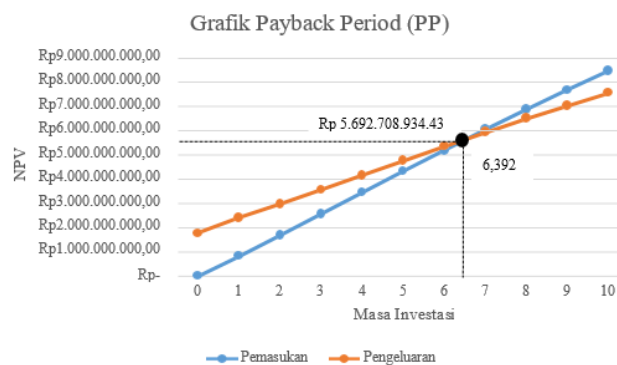 Grafik Payback Period (PP)
Rp9.000.000.000,00
Rp8.000.000.000,00
Rp7.000.000.000,00
Rp6.000.000.000,00
Rp5.000.000.000,00
Rp4.000.000.000,00
Rp3.000.000.000,00
Rp2.000.000.000,00
Rp1.000.000.000,00
Rp-
NPV
Rp 5.692.708.934.43
6,392
0 1 2 3 4 5 6 7 8 9 10
Masa Investasi
Pemasukan Pengeluaran